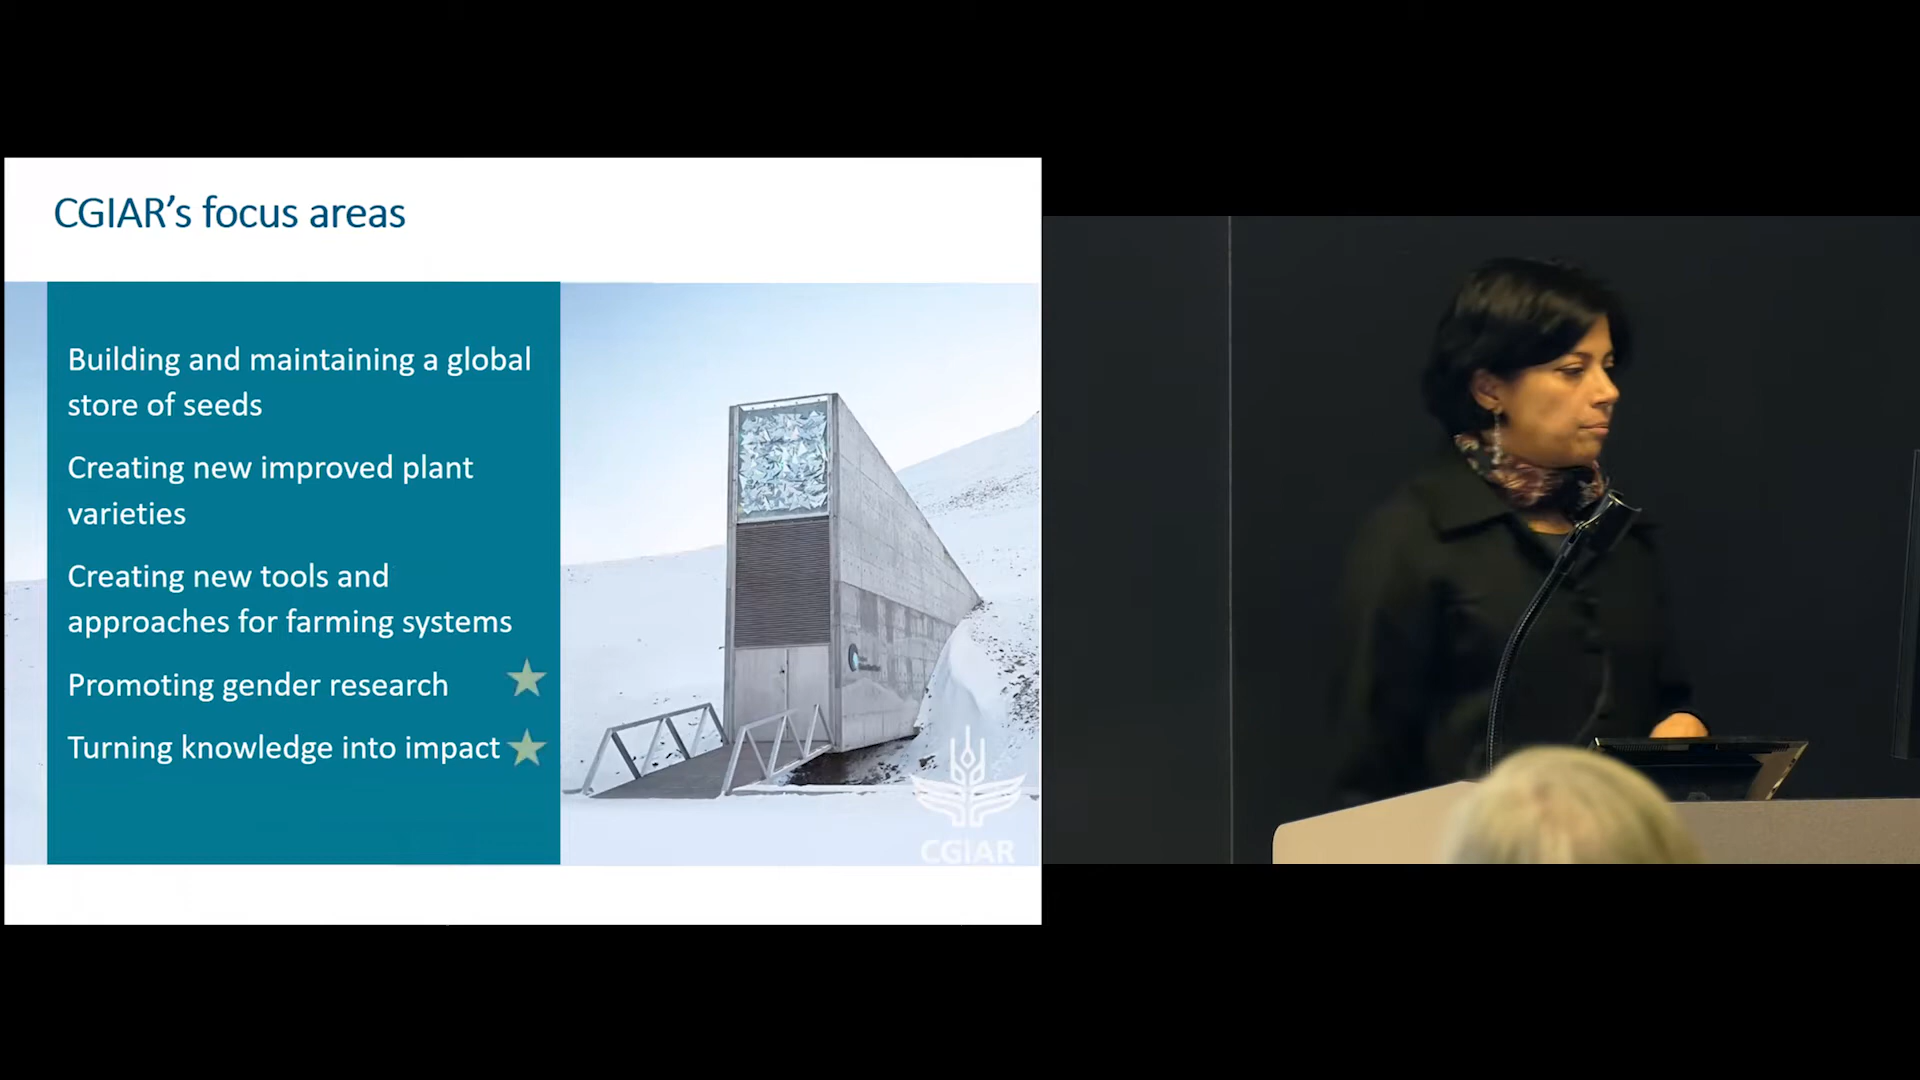 CGIAR's focus areas
Building and maintaining a global
store of seeds
Creating new improved plant
varieties
Creating new tools and
approaches for farming systems
Promoting gender research
Turning knowledge into impact
CGIAR